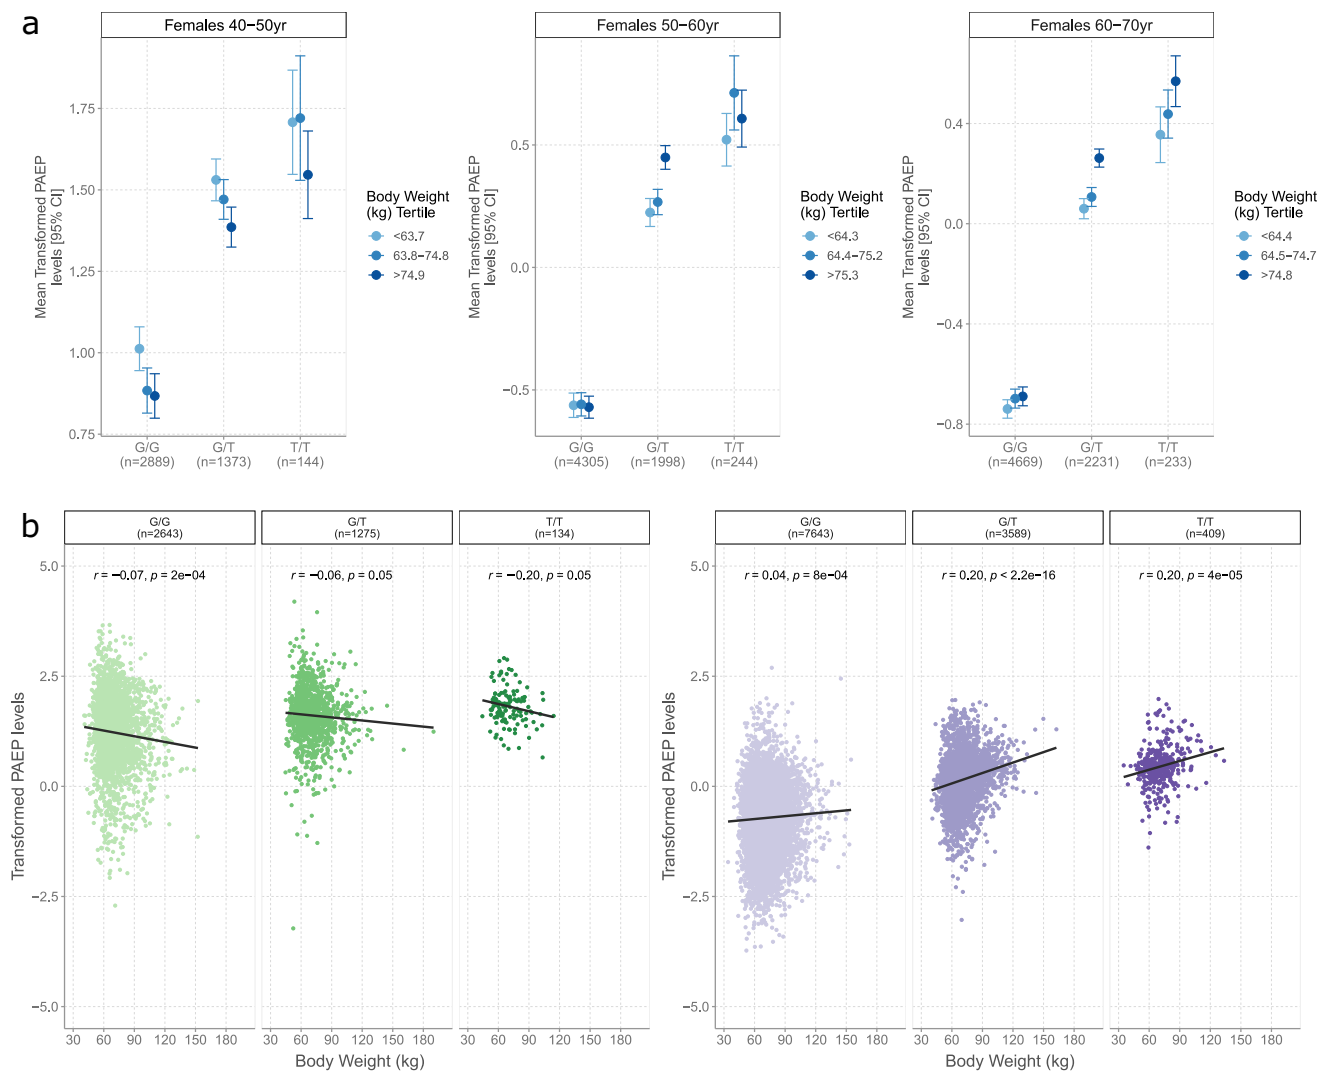 a
Females 40−50yr
Mean Transformed PAEP
levels [95% CI]
1.75
1.50
1.25
1.00
0.75
G/G
(n=2889)
G/T
(n=1373)
T/T
(n=144)
Body Weight
(kg) Tertile
<63.7
63.8−74.8
>74.9
Females 50−60yr
Mean Transformed PAEP
levels [95% CI]
0.5
0.0
−0.5
G/G
(n=4305)
G/T
(n=1998)
T/T
(n=244)
Body Weight
(kg) Tertile
<64.3
64.4−75.2
>75.3
Females 60−70yr
Mean Transformed PAEP
levels [95% CI]
0.4
0.0
−0.4
−0.8
G/G
(n=4669)
G/T
(n=2231)
T/T
(n=233)
Body Weight
(kg) Tertile
<64.4
64.5−74.7
>74.8
b
G/G
(n=2643)
G/T
(n=1275)
T/T
(n=134)
r = −0.07, p = 2e−04
r = −0.06, p = 0.05
r = −0.20, p = 0.05
Transformed PAEP levels
5.0
2.5
0.0
−2.5
−5.0
30 60 90 120 150 180
30 60 90 120 150 180
30 60 90 120 150 180
Body Weight (kg)
G/G
(n=7643)
G/T
(n=3589)
T/T
(n=409)
r = 0.04, p = 8e−04
r = 0.20, p < 2.2e−16
r = 0.20, p = 4e−05
Transformed PAEP levels
5.0
2.5
0.0
−2.5
−5.0
30 60 90 120 150 180
30 60 90 120 150 180
30 60 90 120 150 180
Body Weight (kg)